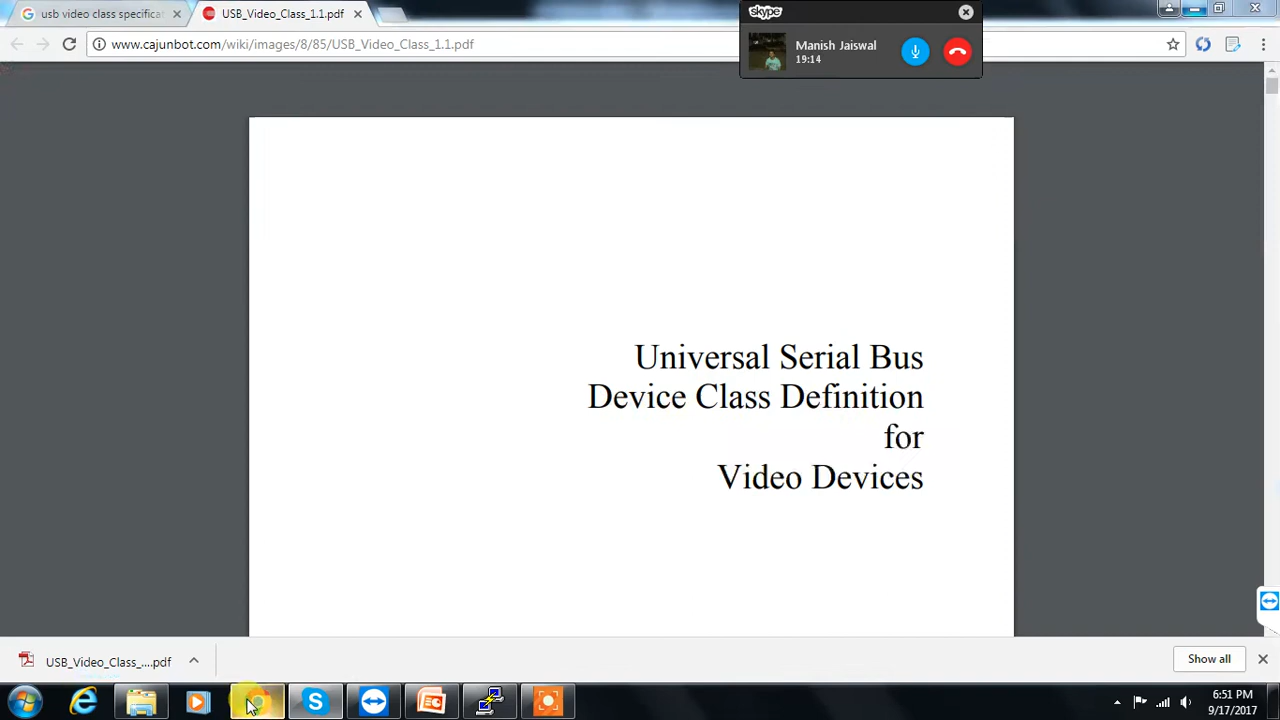 usb video class specificat
USB_Video_Class_1.1.pdf
skype
www.cajunbot.com/wiki/images/8/85/USB_Video_Class_1.1.pdf
Manish Jaiswal
19:14
Universal Serial Bus
Device Class Definition
for
Video Devices
USB_Video_Class_....pdf
Show all
6:51 PM
9/17/2017